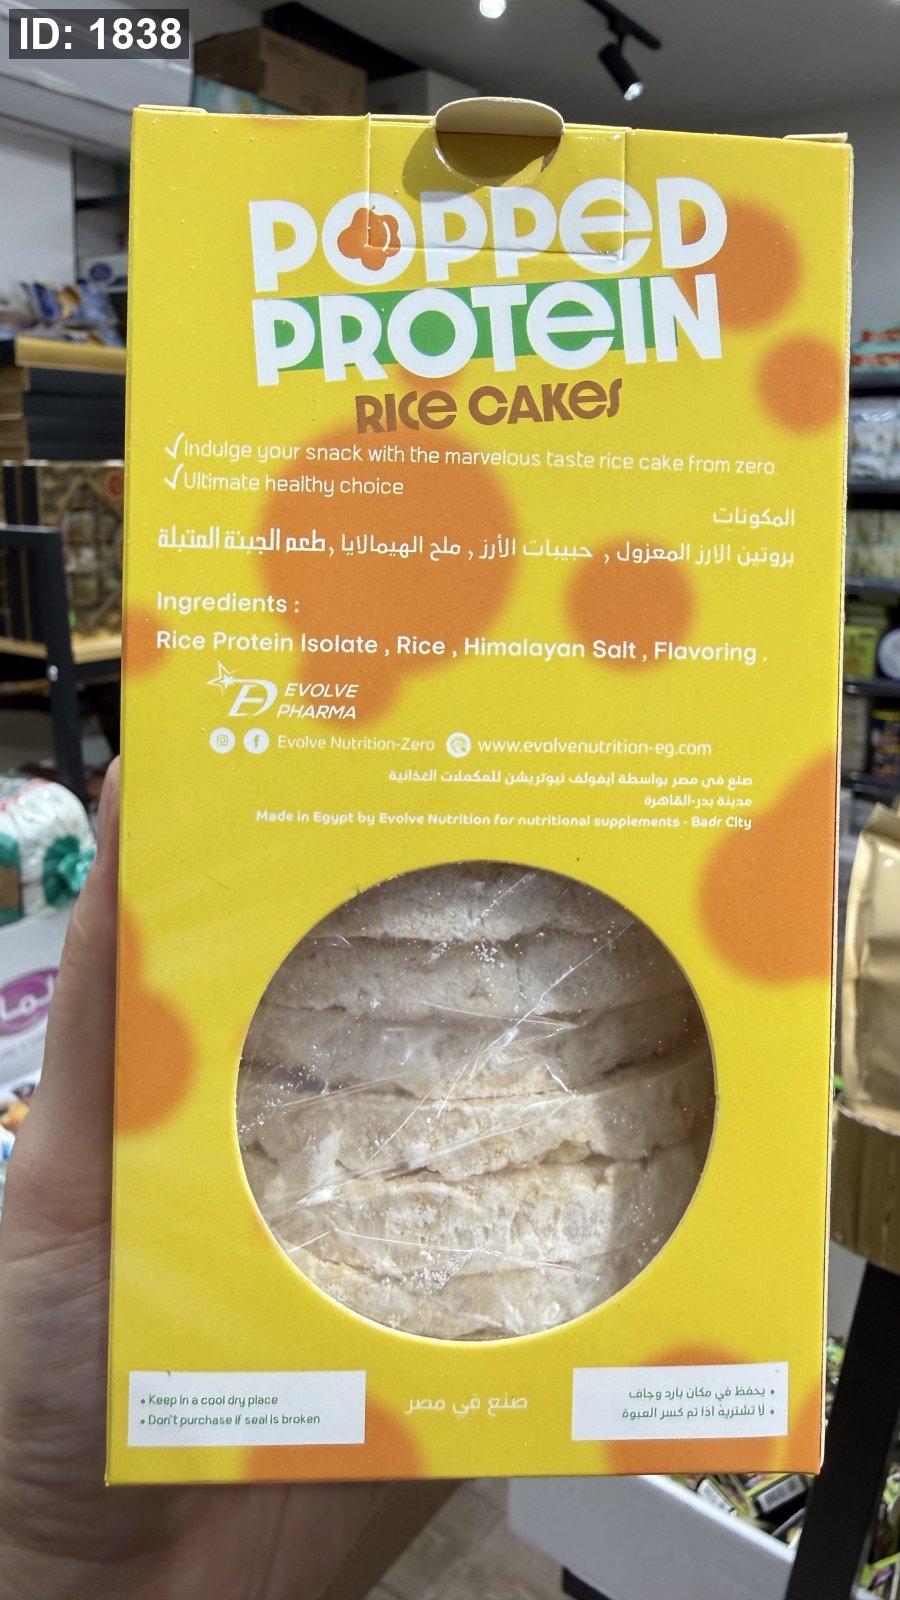 ID: 1838
POPPED
PROTEIN
RICE CAKES
✓Indulge your snack with the marvelous taste rice cake from zero
✓Ultimate healthy choice
المكونات
بروتين الارز المعزول , حبيبات الأرز , ملح الهيمالايا , طعم الجبنة المتبلة
Ingredients :
Rice Protein Isolate , Rice , Himalayan Salt , Flavoring .
EVOLVE
PHARMA
Evolve Nutrition-Zero www.evolvenutrition-eg.com
صنع فى مصر بواسطة ايفولف نيوتريشن للمكملات الغذائية
مدينة بدر-القاهرة
Made in Egypt by Evolve Nutrition for nutritional supplements - Badr City
• Keep in a cool dry place
• Don't purchase if seal is broken
صنع في مصر
• يحفظ في مكان بارد وجاف
• لا تشتريه اذا تم كسر العبوة